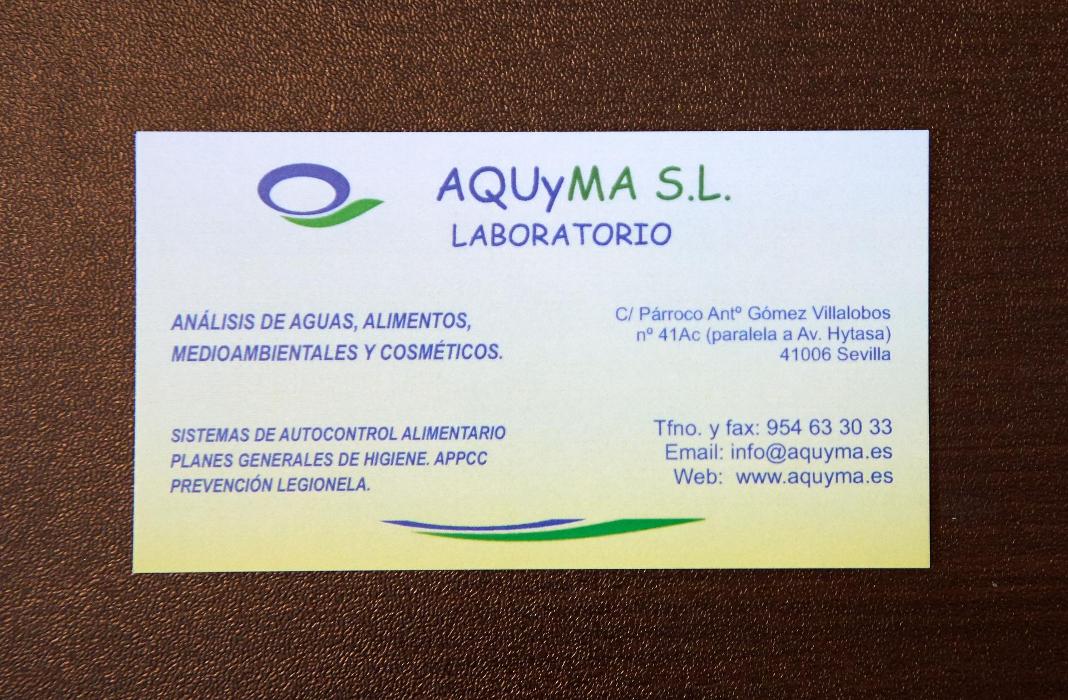 AQUyMA S.L.
LABORATORIO
ANÁLISIS DE AGUAS, ALIMENTOS,
MEDIOAMBIENTALES Y COSMÉTICOS.
C/ Párroco Antº Gómez Villalobos
nº 41Ac (paralela a Av. Hytasa)
41006 Sevilla
SISTEMAS DE AUTOCONTROL ALIMENTARIO
PLANES GENERALES DE HIGIENE. APPCC
PREVENCIÓN LEGIONELA.
Tfno. y fax: 954 63 30 33
Email: info@aquyma.es
Web: www.aquyma.es